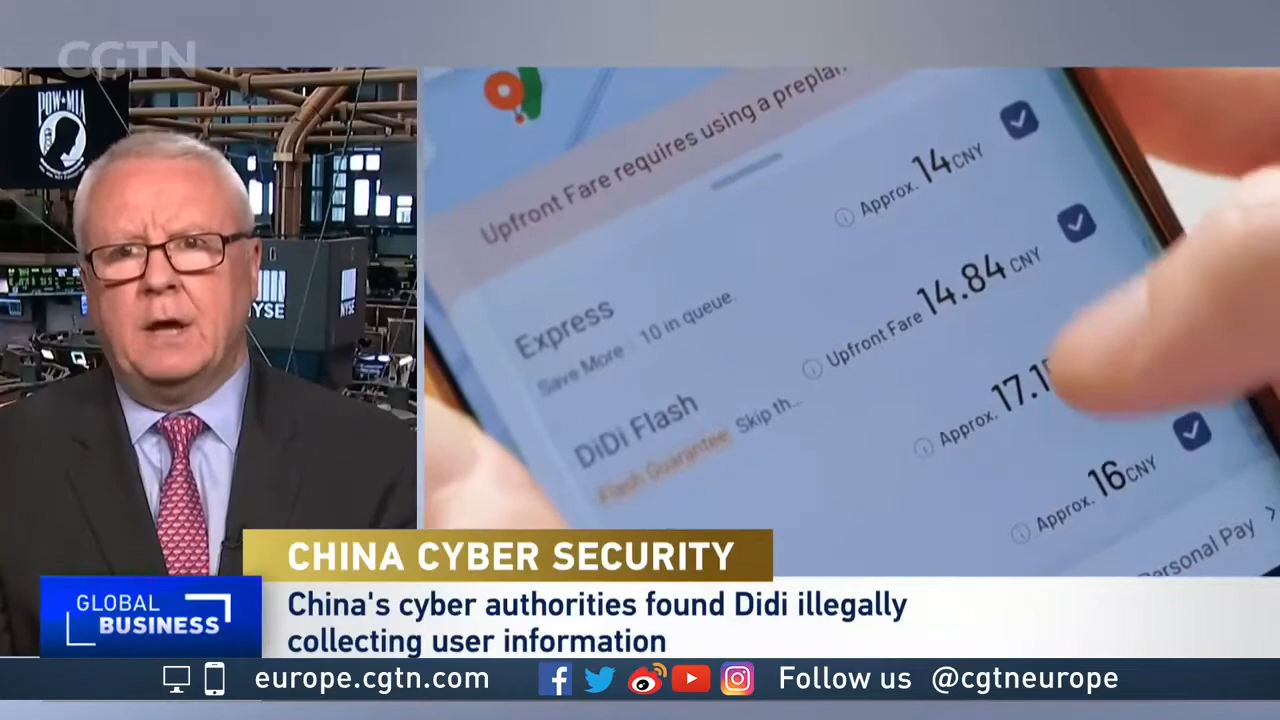 CGTN
POW★MIA
NYSE
NYSE
Upfront Fare requires using a preplan
Approx. 14 CNY
Express
Save More 10 in queue.
Upfront Fare 14.84 CNY
DiDi Flash
Flash Guarantee Skip th...
Approx. 17.1
Approx. 16 CNY
Personal Pay
CHINA CYBER SECURITY
GLOBAL
BUSINESS
China's cyber authorities found Didi illegally
collecting user information
europe.cgtn.com
Follow us @cgtneurope